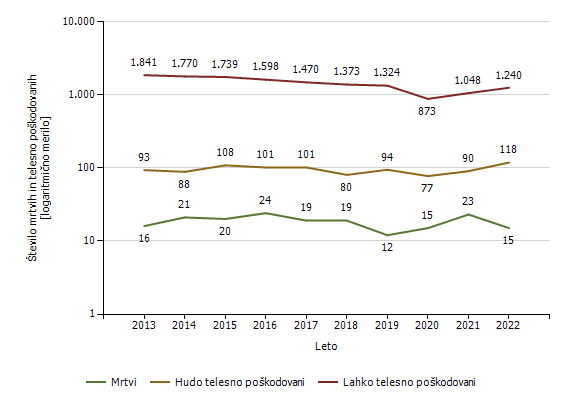 Število mrtvih in telesno poškodovanih
[logaritmično merilo]
10.000
1.000
100
10
1
1.841 1.770 1.739 1.598 1.470 1.373 1.324 873 1.048 1.240
93 88 108 101 101 80 94 77 90 118
16 21 20 24 19 19 12 15 23 15
2013 2014 2015 2016 2017 2018 2019 2020 2021 2022
Leto
Mrtvi Hudo telesno poškodovani Lahko telesno poškodovani